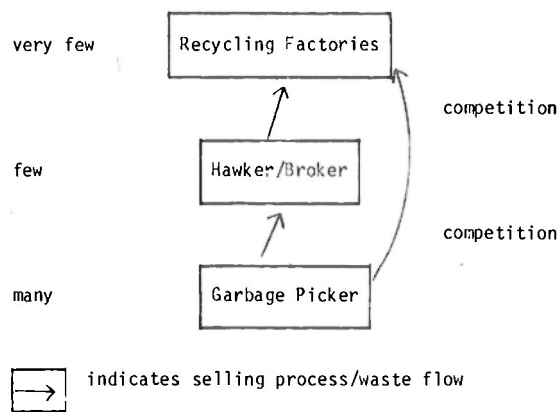 very few Recycling Factories
competition
few Hawker/Broker
competition
many Garbage Picker
indicates selling process/waste flow